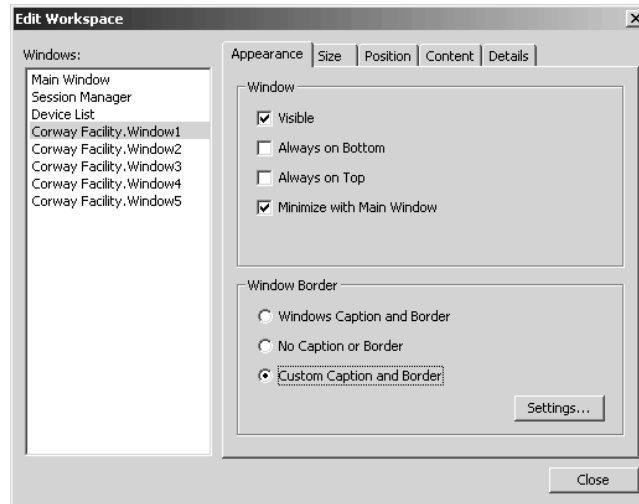 Edit Workspace
Windows:
Main Window
Session Manager
Device List
Corway Facility.Window1
Corway Facility.Window2
Corway Facility.Window3
Corway Facility.Window4
Corway Facility.Window5
Appearance Size Position Content Details
Window
Visible
Always on Bottom
Always on Top
Minimize with Main Window
Window Border
Windows Caption and Border
No Caption or Border
Custom Caption and Border
Settings...
Close